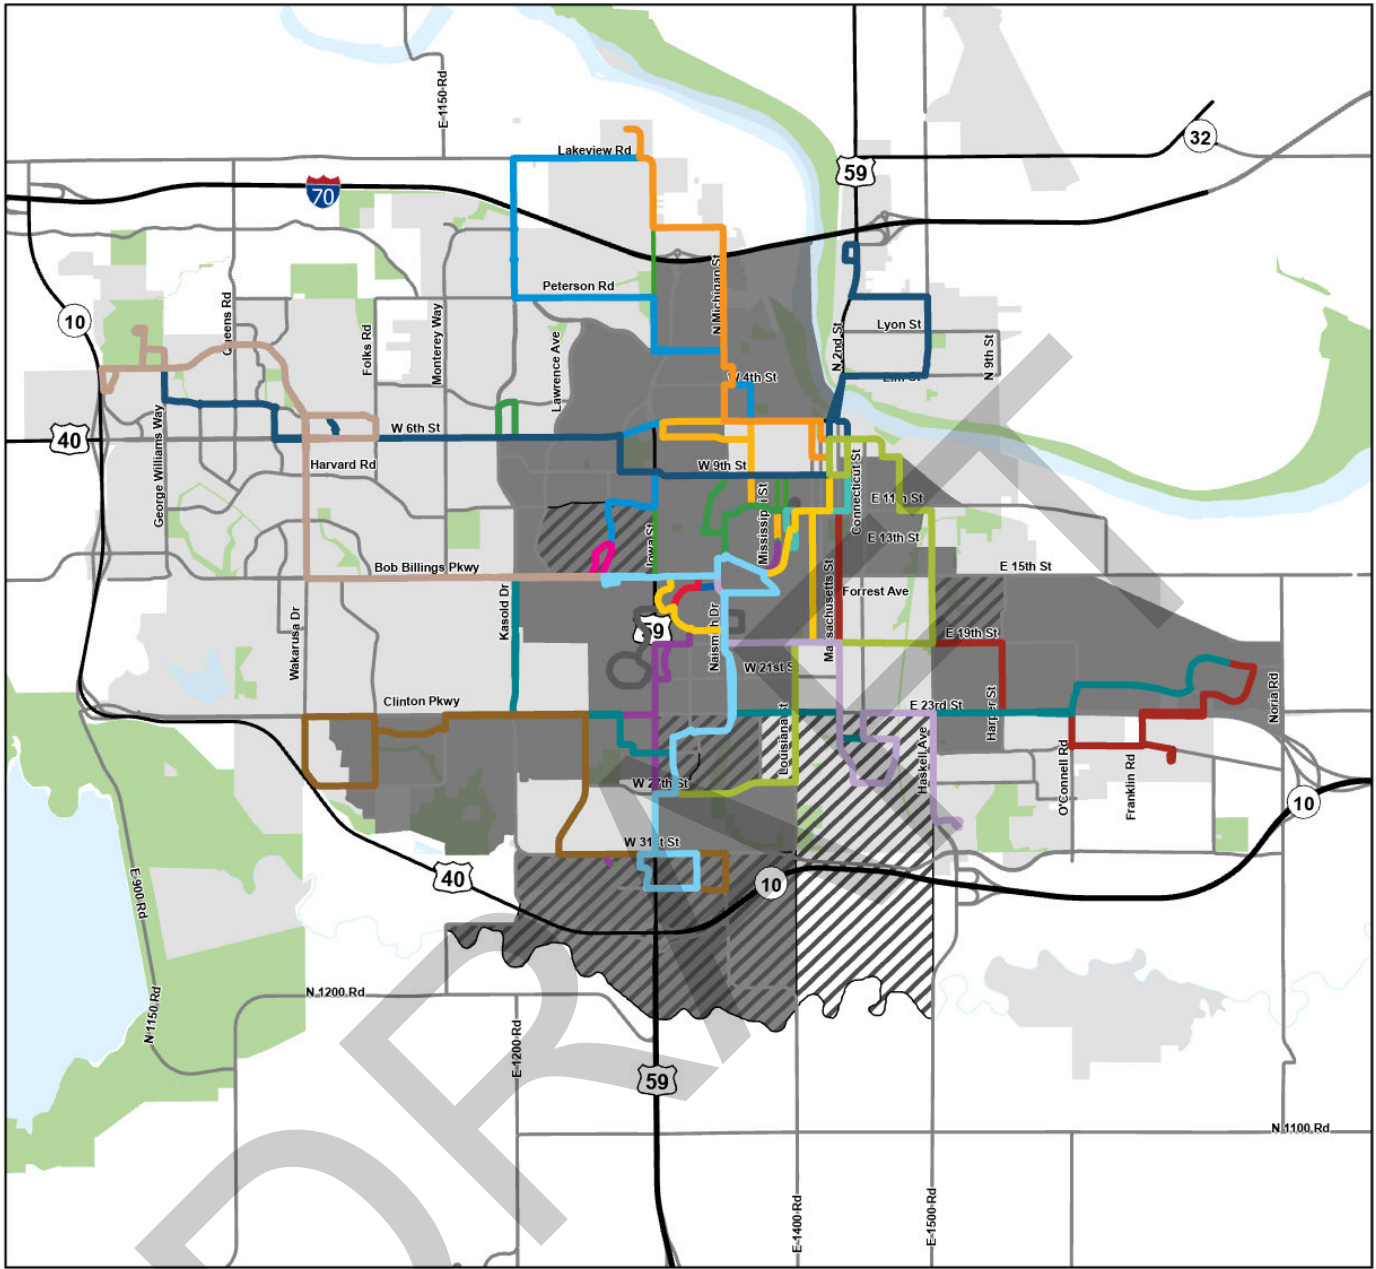 E 1150 Rd
32
Lakeview Rd
59
70
Peterson Rd
N Michigan St
10
Queens Rd
Folks Rd
Monterey Way
Lawrence Ave
N 2nd St
Lyon St
N 9th St
W 4th St
Elm St
40
W 6th St
George Williams Way
Harvard Rd
W 9th St
Connecticut St
Mississippi St
E 11th St
Iowa St
E 13th St
Bob Billings Pkwy
E 15th St
Kasold Dr
Forrest Ave
Massachusetts St
Wakarusa Dr
59
Naismith Dr
E 19th St
W 21st S
Clinton Pkwy
E 23rd St
Harper St
Noria Rd
Louisiana St
Haskell Ave
W 27th St
O'Connell Rd
Franklin Rd
10
W 31st St
40
10
E 900 Rd
N 1150 Rd
N 1200 Rd
E 1200 Rd
59
N 1100 Rd
E 1400 Rd
E 1500 Rd
DRAFT